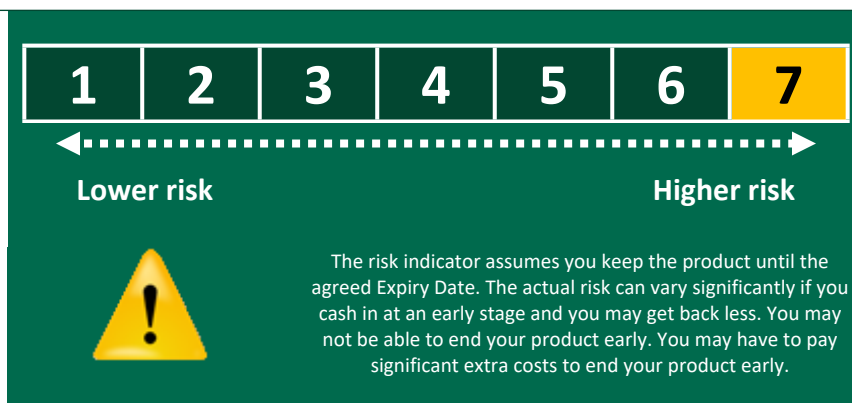 1 2 3 4 5 6 7
Lower risk Higher risk
!
The risk indicator assumes you keep the product until the
agreed Expiry Date. The actual risk can vary significantly if you
cash in at an early stage and you may get back less. You may
not be able to end your product early. You may have to pay
significant extra costs to end your product early.